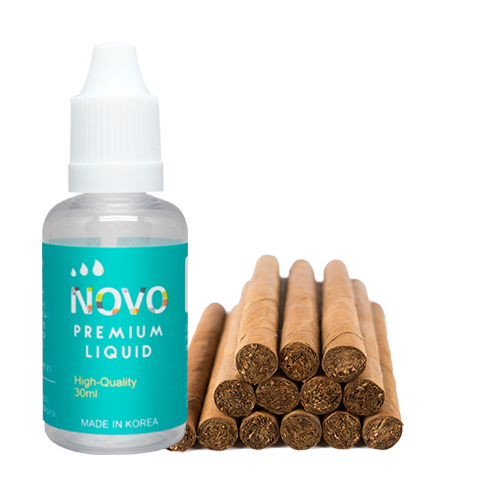 NOVO
PREMIUM
LIQUID
High-Quality
30ml
MADE IN KOREA